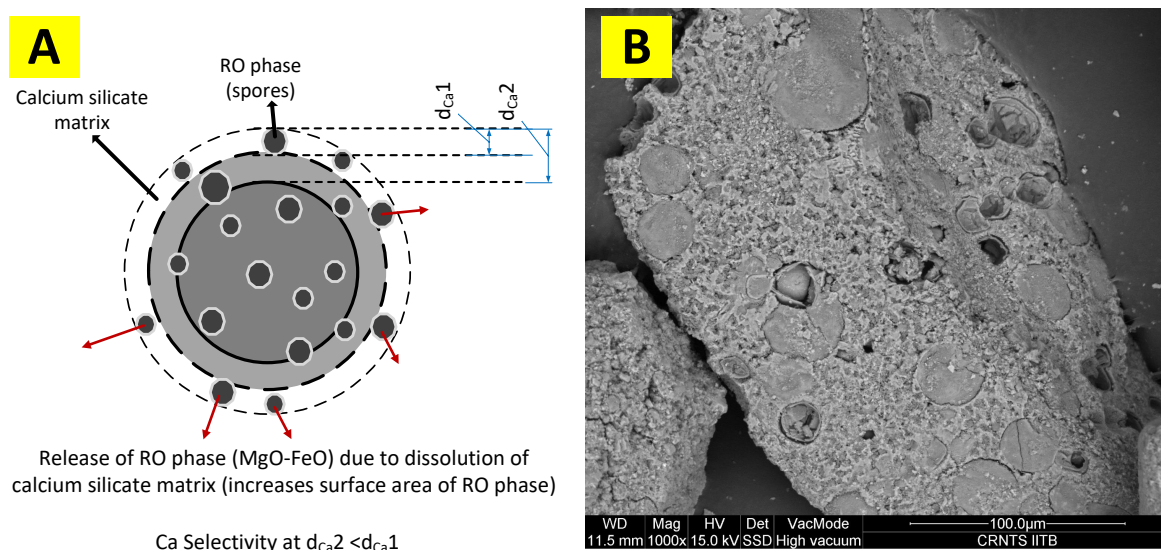 A
RO phase
(spores)
Calcium silicate
matrix
dCa1
dCa2
Release of RO phase (MgO-FeO) due to dissolution of
calcium silicate matrix (increases surface area of RO phase)
Ca Selectivity at dCa2 <dCa1
B
WD Mag HV Det VacMode 100.0µm
11.5 mm 1000x 15.0 kV SSD High vacuum CRNTS IITB